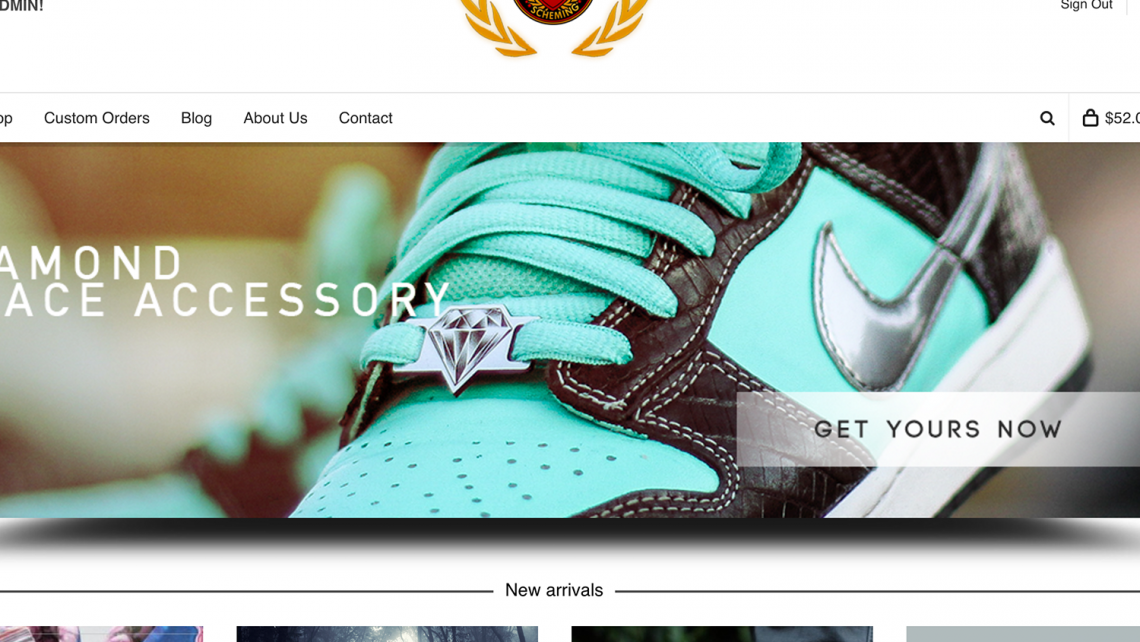 DMIN!
Sign Out
SCHEMING
op
Custom Orders
Blog
About Us
Contact
$52.0
AMOND
ACE ACCESSORY
GET YOURS NOW
New arrivals